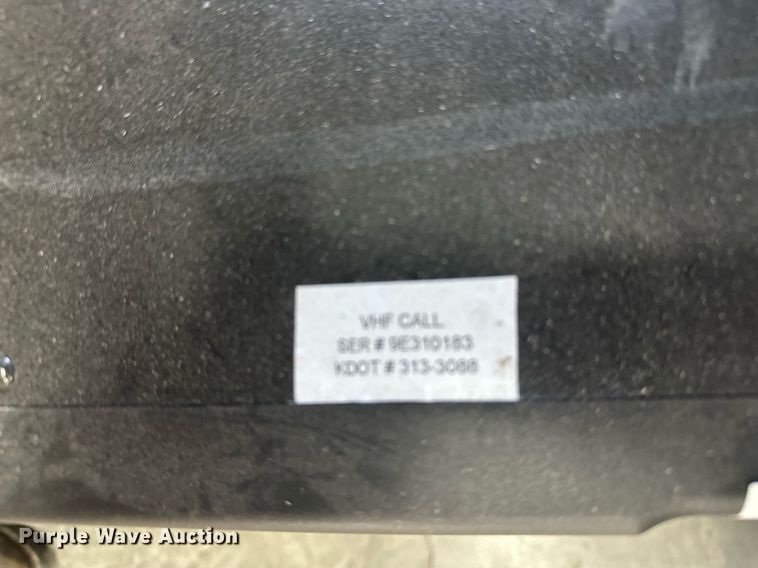 VHF CALL
SER # 9E310183
KDOT # 313-3088
Purple Wave Auction